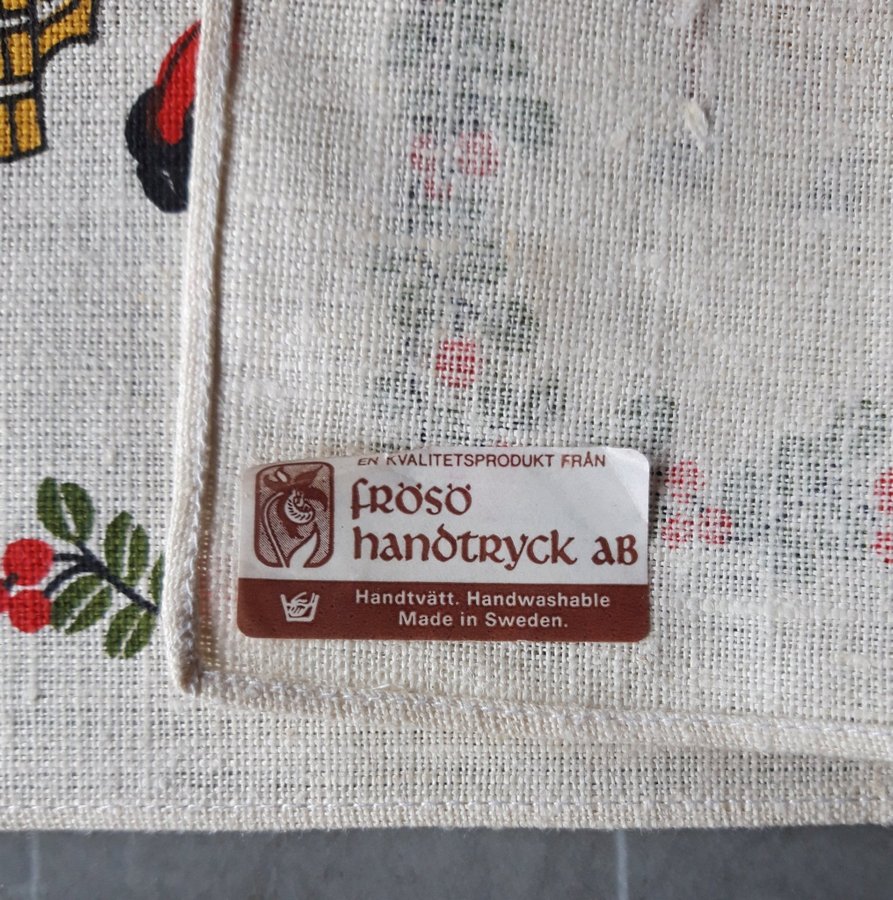 EN KVALITETSPRODUKT FRÅN
fRÖSÖ
handtryck aB
Handtvätt. Handwashable
Made in Sweden.